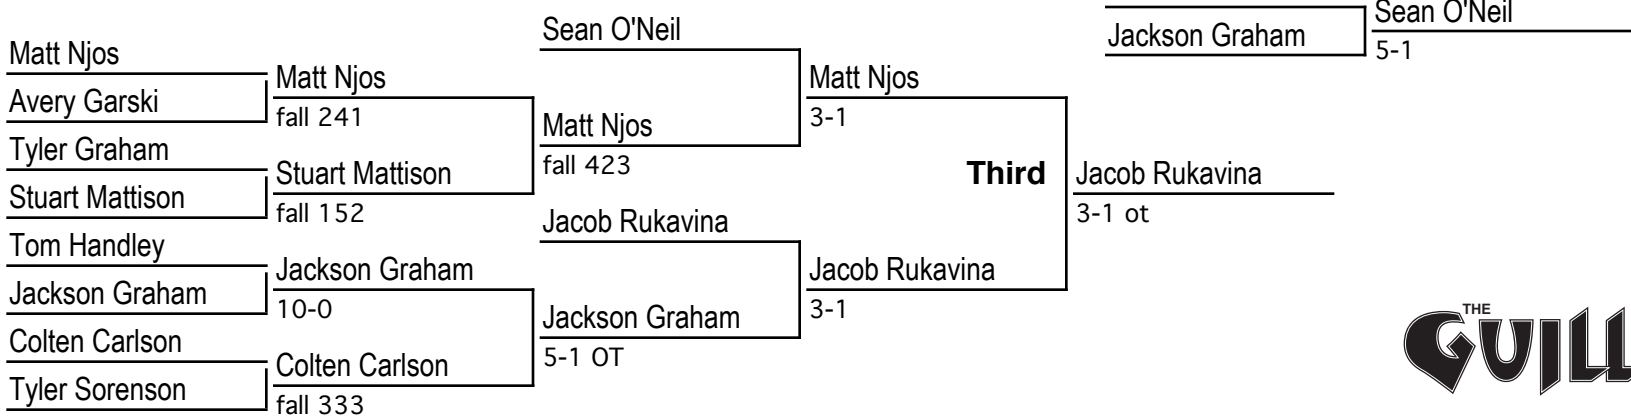 Matt Njos
Avery Garski
Tyler Graham
Stuart Mattison
Tom Handley
Jackson Graham
Colten Carlson
Tyler Sorenson
Matt Njos
fall 241
Stuart Mattison
fall 152
Jackson Graham
10-0
Colten Carlson
fall 333
Sean O'Neil
Matt Njos
fall 423
Jacob Rukavina
Jackson Graham
5-1 OT
Matt Njos
3-1
Jacob Rukavina
3-1
Third
Jacob Rukavina
3-1 ot
Jackson Graham
Sean O'Neil
5-1
THE
GUILL